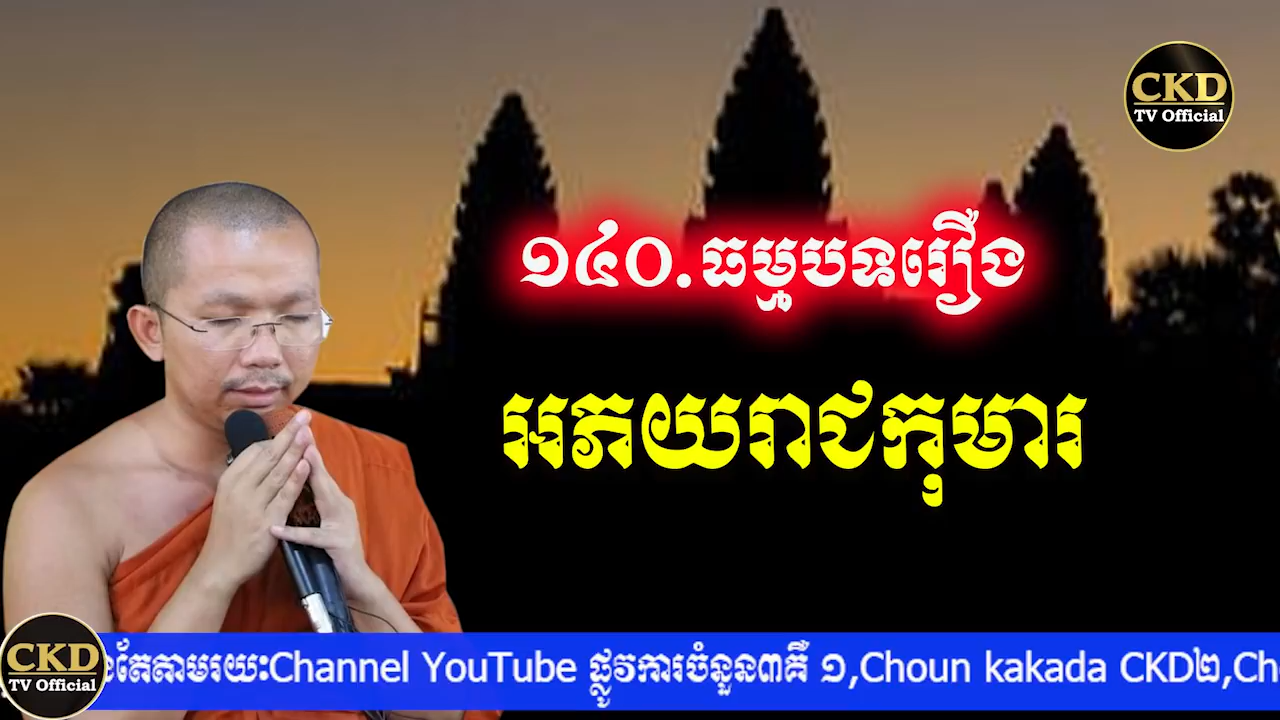 CKD
TV Official
១៤០.ធម្មបទរឿង
អភយរាជកុមារ
CKD
TV Official
តែតាមរយៈChannel YouTube ផ្លូវការចំនួន៣គឺ ១,Choun kakada CKD២,Ch